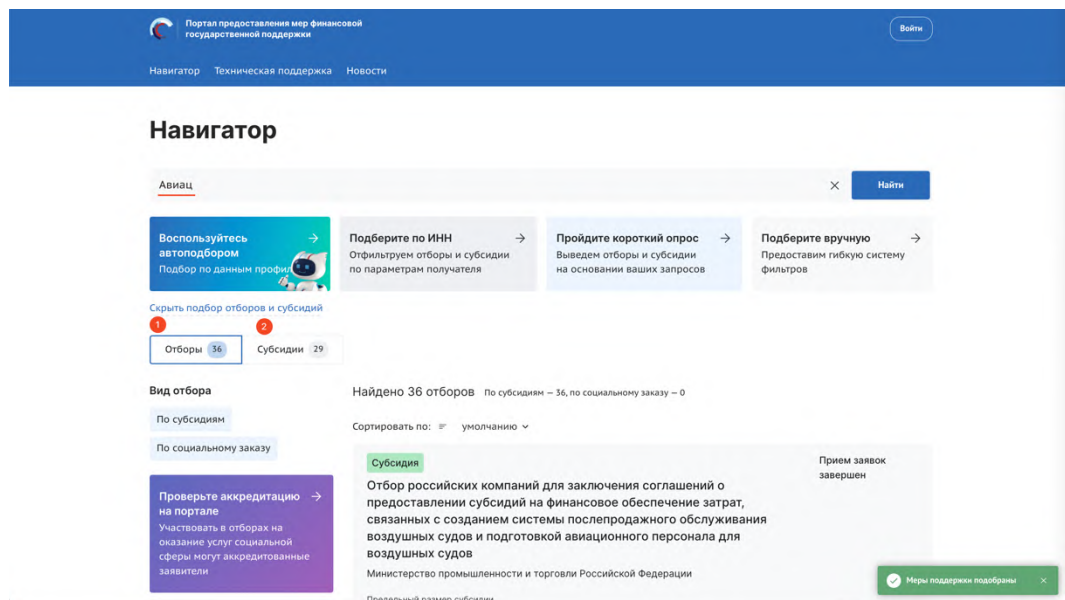 Портал предоставления мер финансовой
государственной поддержки
Войти
Навигатор Техническая поддержка Новости
Навигатор
Авиац
Найти
Воспользуйтесь
автоподбором
Подбор по данным
Подберите по ИНН
Отфильтруем отборы и субсидии
по параметрам получателя
Пройдите короткий опрос
Выведем отборы и субсидии
на основании ваших запросов
Подберите вручную
Предоставим гибкую систему
фильтров
Скрыть подбор отборов и субсидий
1 2
Отборы 36 Субсидии 29
Вид отбора
По субсидиям
По социальному заказу
Проверьте аккредитацию
на портале
Участвовать в отборах на
оказание услуг социальной
сферы могут аккредитованные
заявители
Найдено 36 отборов По субсидиям – 36, по социальному заказу – 0
Сортировать по: умолчанию
Субсидия
Прием заявок
завершен
Отбор российских компаний для заключения соглашений о
предоставлении субсидий на финансовое обеспечение затрат,
связанных с созданием системы послепродажного обслуживания
воздушных судов и подготовкой авиационного персонала для
воздушных судов
Министерство промышленности и торговли Российской Федерации
Предельный размер субсидии
Меры поддержки подобраны